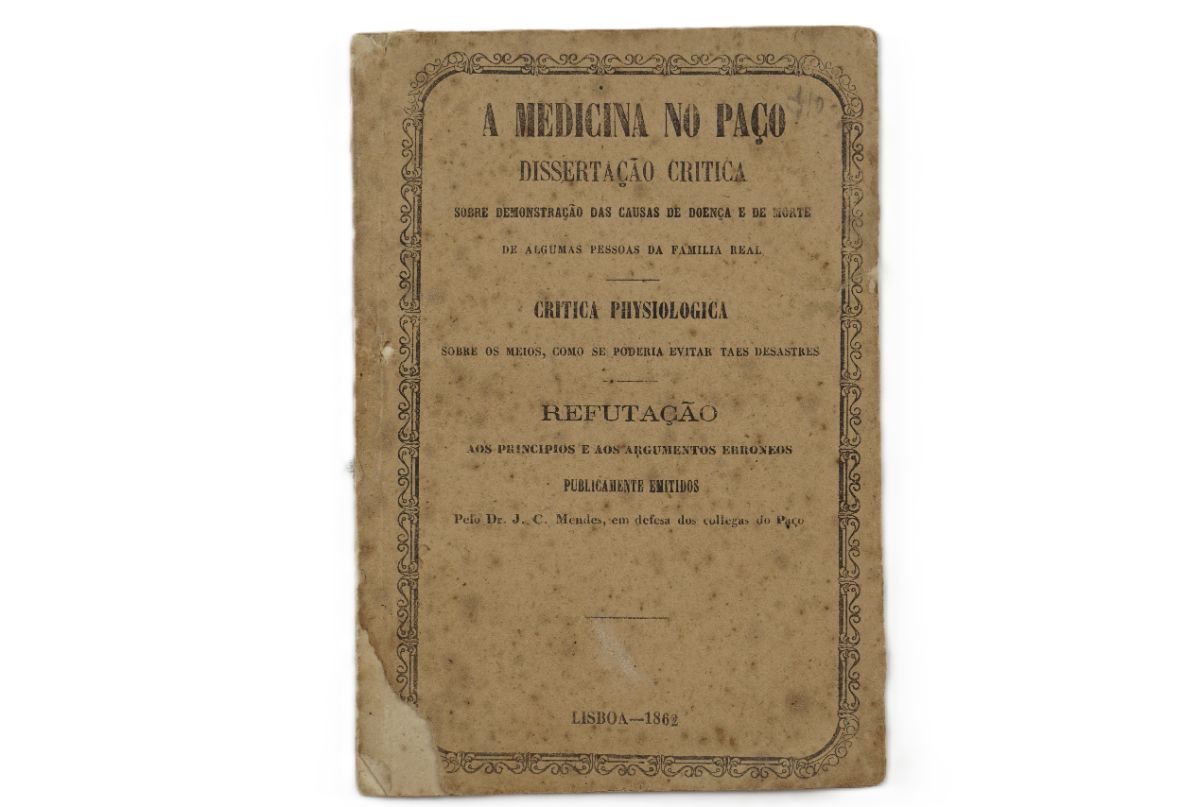 A MEDICINA NO PAÇO
DISSERTAÇÃO CRITICA
SOBRE DEMONSTRAÇÃO DAS CAUSAS DE DOENÇA E DE MORTE
DE ALGUMAS PESSOAS DA FAMILIA REAL
CRITICA PHYSIOLOGICA
SOBRE OS MEIOS, COMO SE PODERIA EVITAR TAES DESASTRES
REFUTAÇÃO
AOS PRINCIPIOS E AOS ARGUMENTOS ERRONEOS
PUBLICAMENTE EMITIDOS
Pelo Dr. J. C. Mendes, em defesa dos collegas do Paço
LISBOA—1862